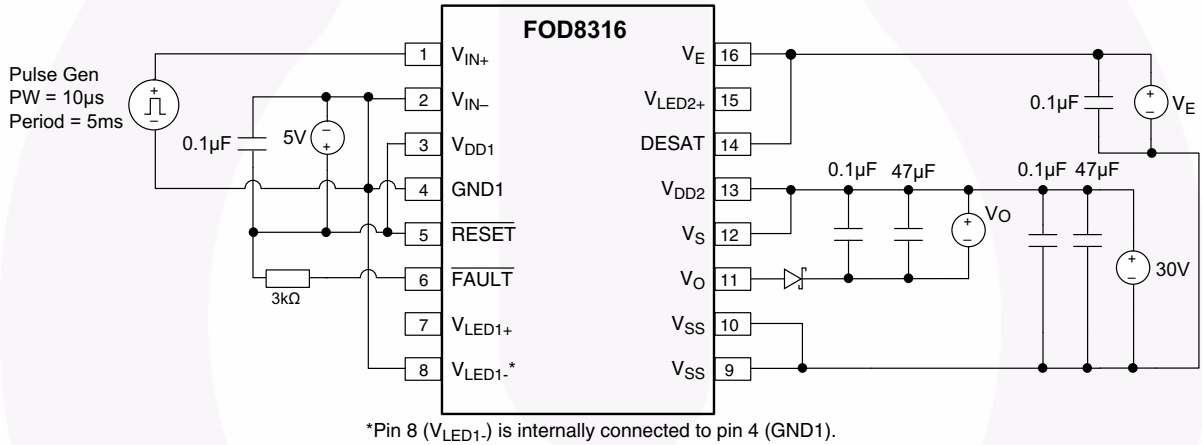 FOD8316
Pulse Gen
PW = 10µs
Period = 5ms
+
–
0.1µF
5V
–
+
3kΩ
1 VIN+
2 VIN–
3 VDD1
4 GND1
5 RESET
6 FAULT
7 VLED1+
8 VLED1-*
VE 16
VLED2+ 15
DESAT 14
VDD2 13
VS 12
VO 11
VSS 10
VSS 9
0.1µF
+
–
VE
0.1µF 47µF
+
–
VO
0.1µF 47µF
+
–
30V
*Pin 8 (VLED1-) is internally connected to pin 4 (GND1).